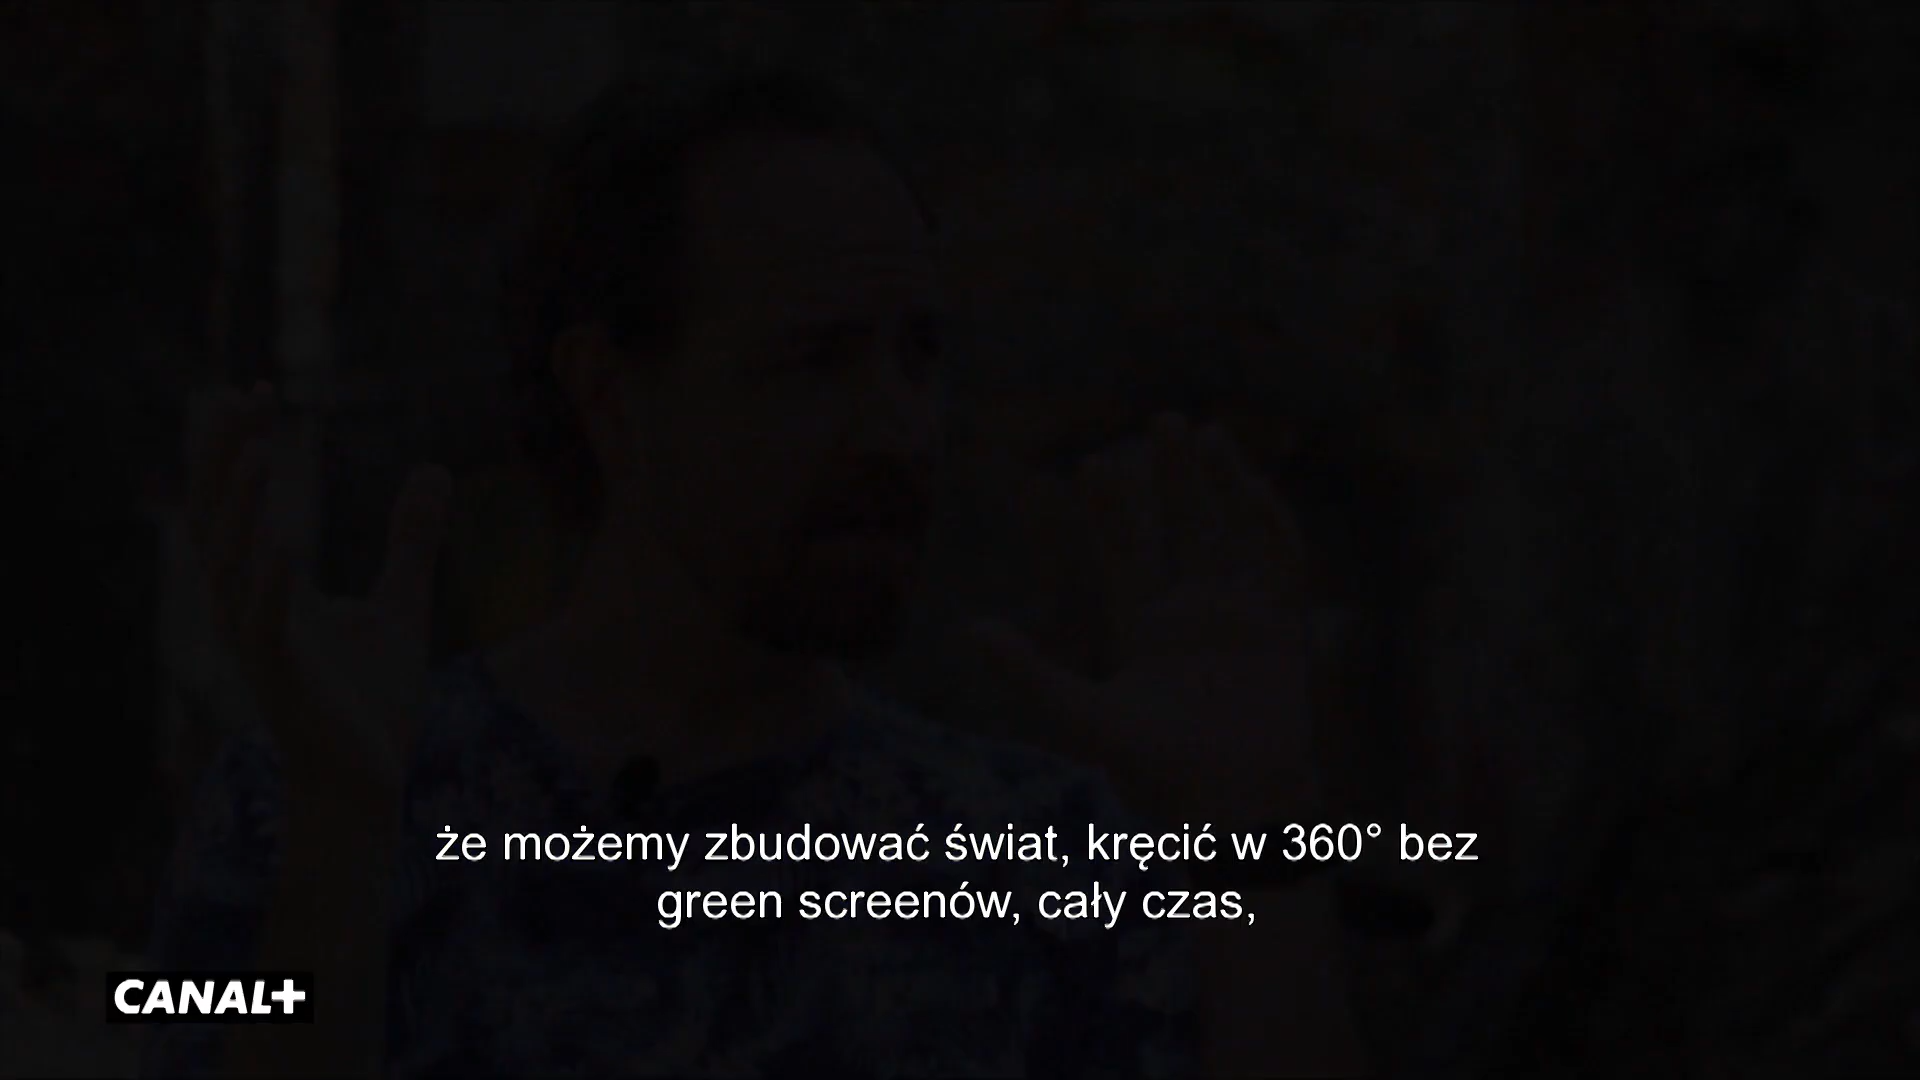 że możemy zbudować świat, kręcić w 360° bez
green screenów, cały czas,
CANAL+